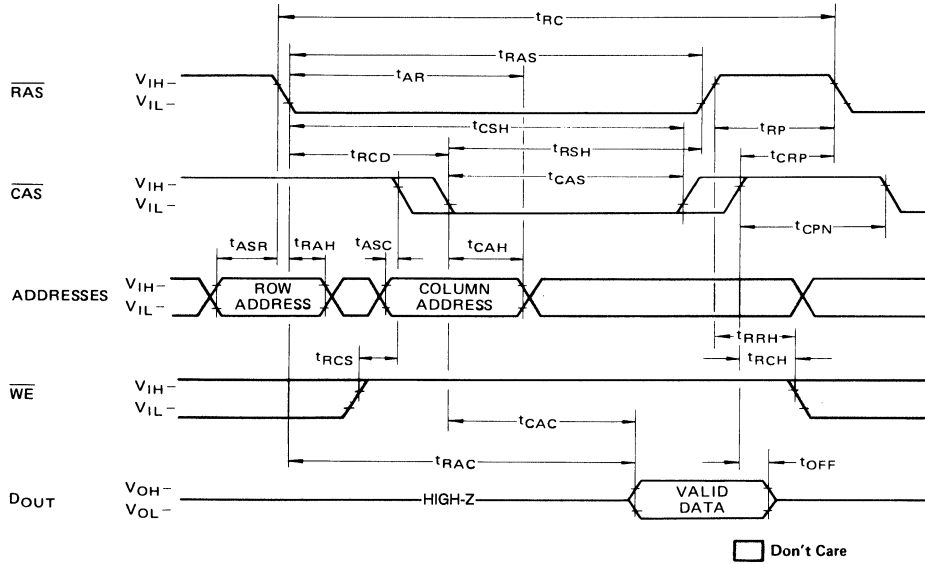 tRC
tRAS
tAR
RAS
VIH–
VIL–
tCSH
tRP
tRCD
tRSH
tCRP
CAS
VIH–
VIL–
tCAS
tCPN
tASR
tRAH
tASC
tCAH
ADDRESSES
VIH–
VIL–
ROW
ADDRESS
COLUMN
ADDRESS
tRRH
tRCS
tRCH
WE
VIH–
VIL–
tCAC
tRAC
tOFF
DOUT
VOH–
VOL–
HIGH-Z
VALID
DATA
Don't Care